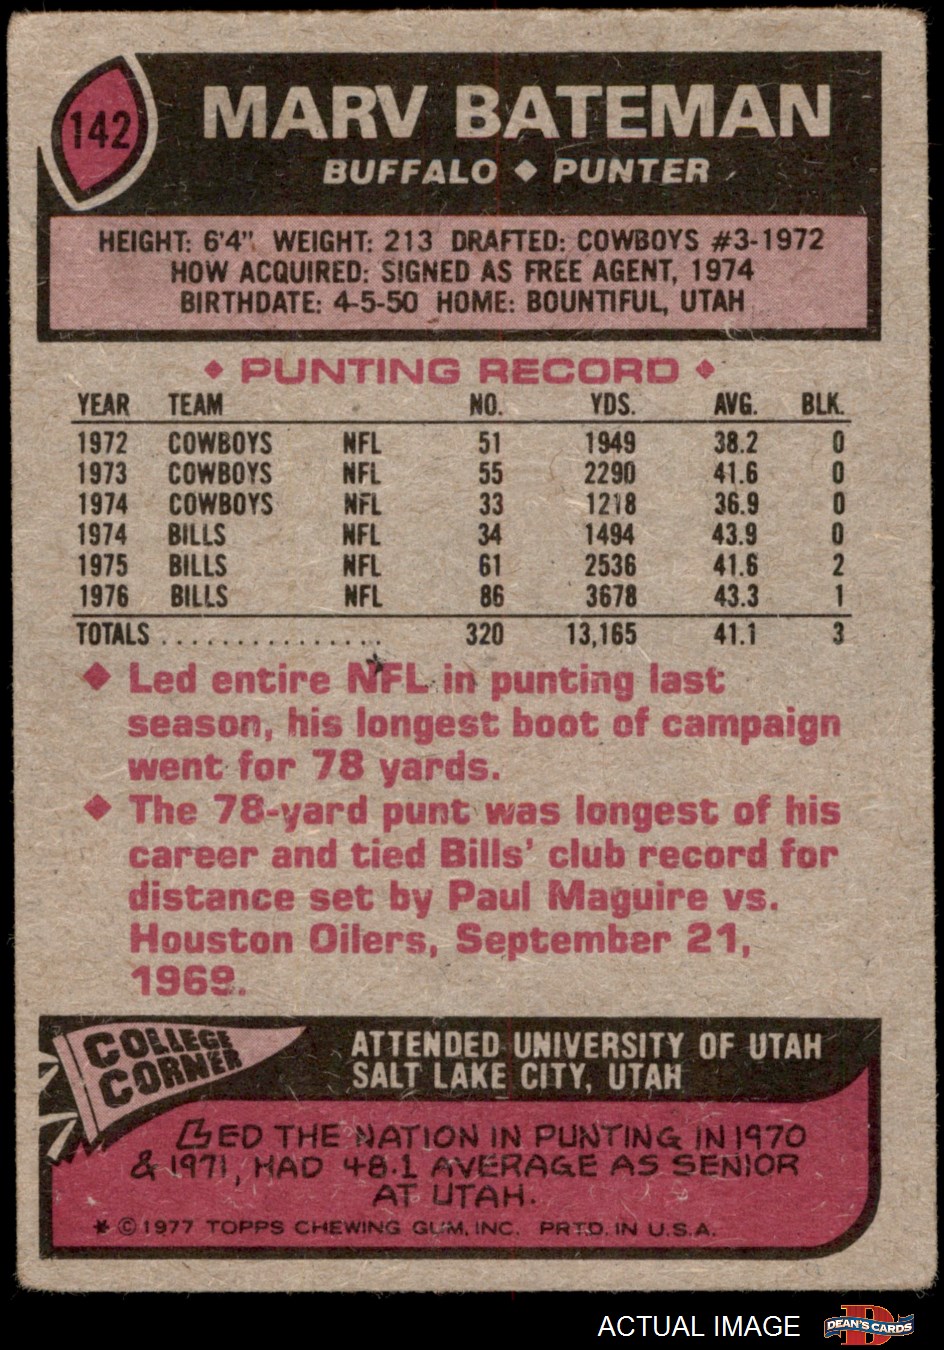 142
MARV BATEMAN
BUFFALO ◆ PUNTER
HEIGHT: 6'4" WEIGHT: 213 DRAFTED: COWBOYS #3-1972
HOW ACQUIRED: SIGNED AS FREE AGENT, 1974
BIRTHDATE: 4-5-50 HOME: BOUNTIFUL, UTAH
◆ PUNTING RECORD ◆
YEAR TEAM NO. YDS. AVG. BLK.
1972 COWBOYS NFL 51 1949 38.2 0
1973 COWBOYS NFL 55 2290 41.6 0
1974 COWBOYS NFL 33 1218 36.9 0
1974 BILLS NFL 34 1494 43.9 0
1975 BILLS NFL 61 2536 41.6 2
1976 BILLS NFL 86 3678 43.3 1
TOTALS ............... 320 13,165 41.1 3
◆ Led entire NFL in punting last
season, his longest boot of campaign
went for 78 yards.
◆ The 78-yard punt was longest of his
career and tied Bills' club record for
distance set by Paul Maguire vs.
Houston Oilers, September 21,
1969.
COLLEGE
CORNER
ATTENDED UNIVERSITY OF UTAH
SALT LAKE CITY, UTAH
LED THE NATION IN PUNTING IN 1970
& 1971, HAD 48.1 AVERAGE AS SENIOR
AT UTAH.
* © 1977 TOPPS CHEWING GUM, INC. PRTD. IN U.S.A.
ACTUAL IMAGE
D
DEAN'S CARDS